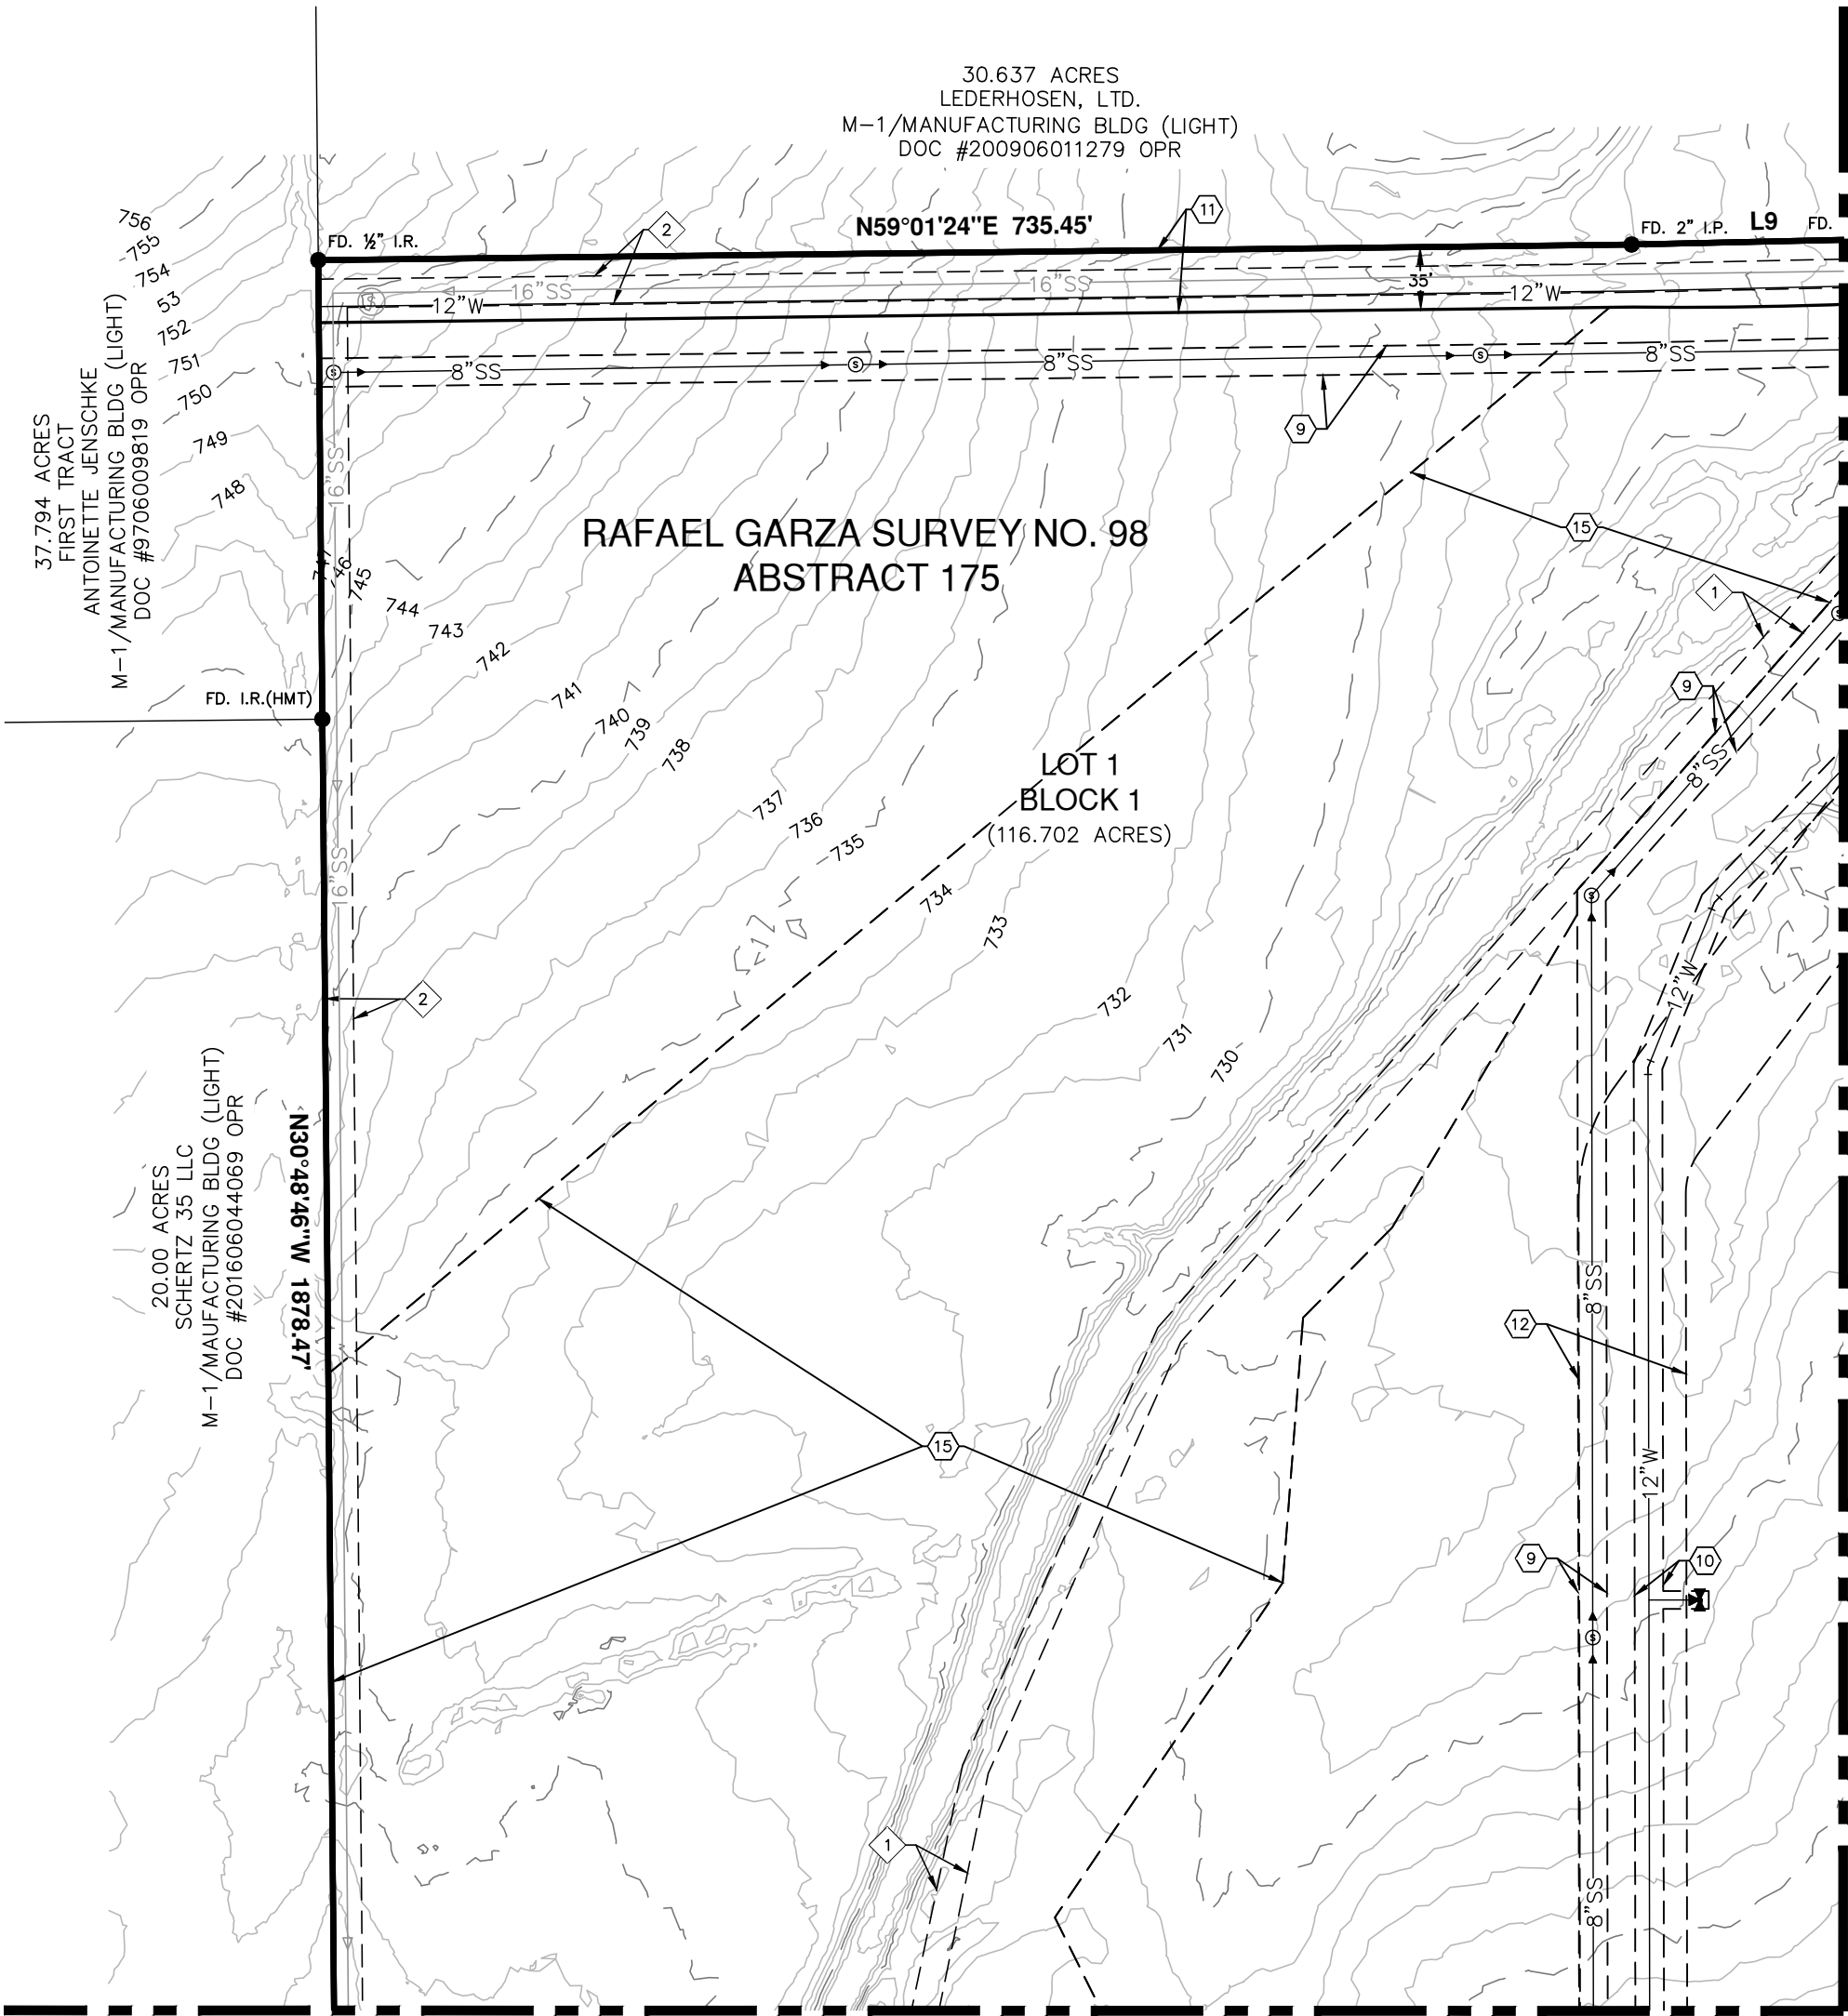 30.637 ACRES
LEDERHOSEN, LTD.
M-1/MANUFACTURING BLDG (LIGHT)
DOC #200906011279 OPR
N59°01'24"E 735.45'
11
2
FD. 2" I.P.
L9
FD.
FD. ½" I.R.
35'
16"SS
16"SS
12"W
12"W
S
8"SS
S
8"SS
S
8"SS
9
756
755
754
53
752
751
750
749
748
747
746
745
744
743
742
741
740
739
738
737
736
735
734
733
732
731
730
37.794 ACRES
FIRST TRACT
ANTOINETTE JENSCHKE
M-1/MANUFACTURING BLDG (LIGHT)
DOC #9706009819 OPR
16"SS
RAFAEL GARZA SURVEY NO. 98
ABSTRACT 175
15
1
S
9
8"SS
FD. I.R.(HMT)
LOT 1
BLOCK 1
(116.702 ACRES)
16"SS
S
12"W
2
20.00 ACRES
SCHERTZ 35 LLC
M-1/MAUFACTURING BLDG (LIGHT)
DOC #201606044069 OPR
N30°48'46"W 1878.47'
8"SS
12
15
12"W
9
10
S
1
8"SS